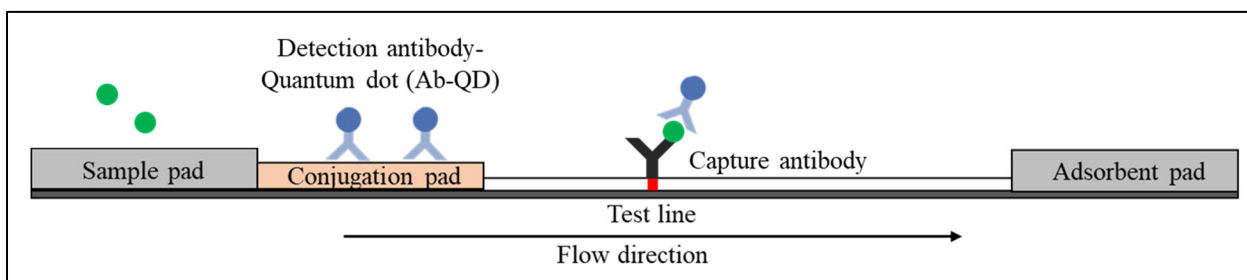 Detection antibody-
Quantum dot (Ab-QD)
Sample pad
Conjugation pad
Capture antibody
Adsorbent pad
Test line
Flow direction